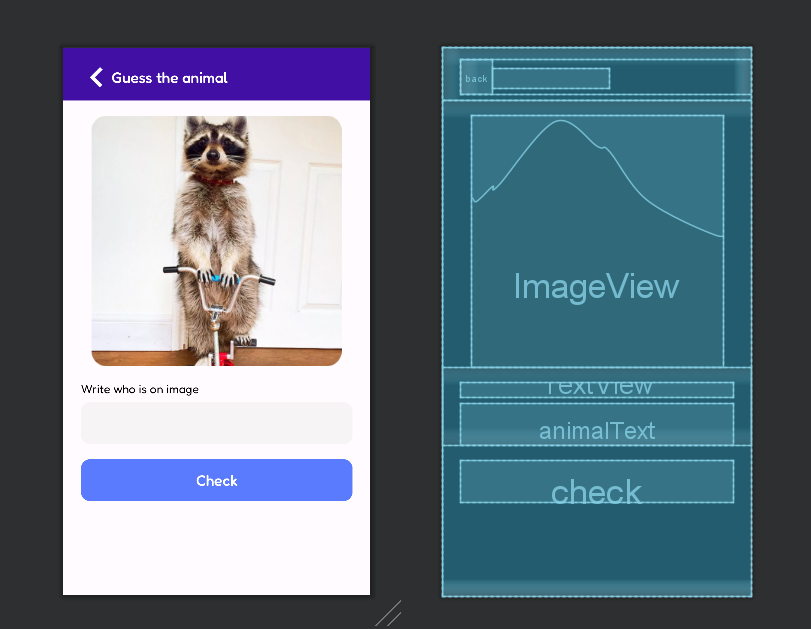 Guess the animal
Write who is on image
Check
back
ImageView
TextView
animalText
check